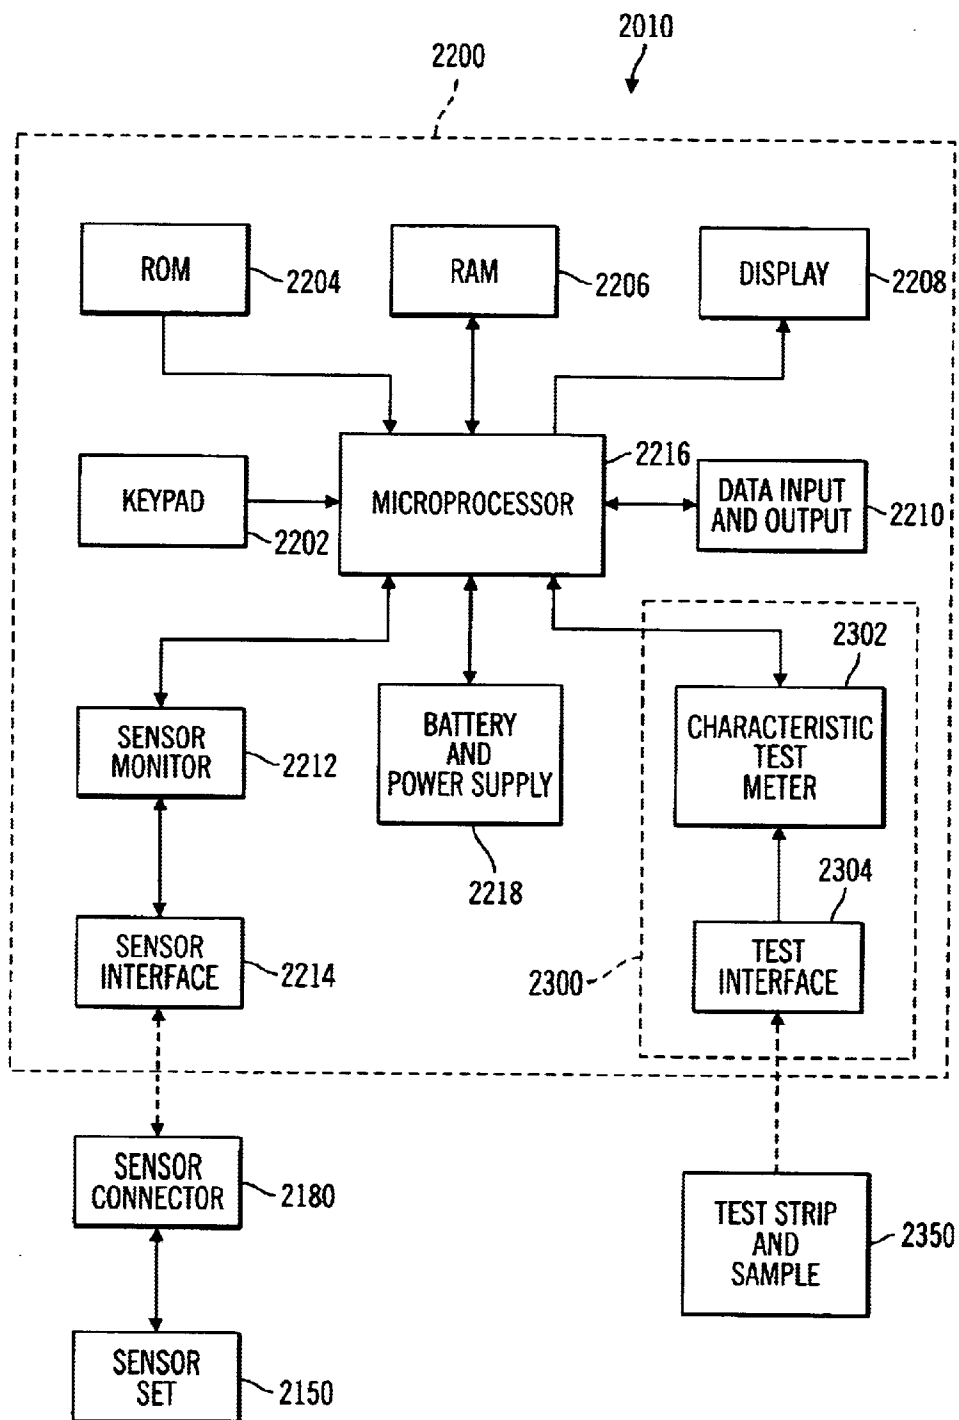 2010
2200
ROM
2204
RAM
2206
DISPLAY
2208
KEYPAD
2202
MICROPROCESSOR
2216
DATA INPUT
AND OUTPUT
2210
SENSOR
MONITOR
2212
BATTERY
AND
POWER SUPPLY
2218
2302
CHARACTERISTIC
TEST
METER
2304
SENSOR
INTERFACE
2214
2300
TEST
INTERFACE
SENSOR
CONNECTOR
2180
TEST STRIP
AND
SAMPLE
2350
SENSOR
SET
2150